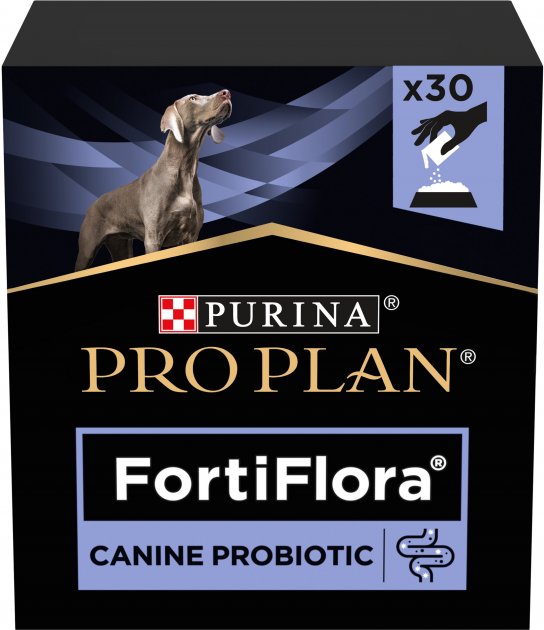 x30
PURINA®
PRO PLAN®
FortiFlora®
CANINE PROBIOTIC